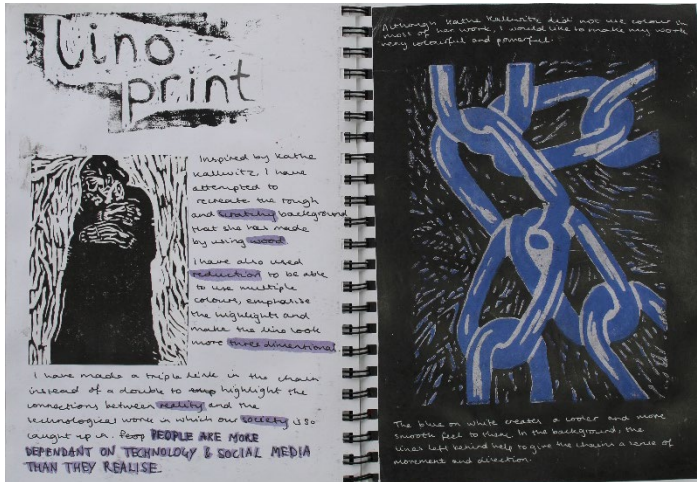 Lino
print
Inspired by Kathe
Kallwitz I have
attempted to
recreate the rough
and scratchy background
that she has made
by using wood.
I have also used
reduction to be able
to use multiple
colours, emphasise
the highlights and
make the lino look
more three dimentional.
I have made a triple link in the chain
instead of a double to highlight the
connections between reality and the
technologies work in which our society is so
caught up in. Peop PEOPLE ARE MORE
DEPENDANT ON TECHNOLOGY & SOCIAL MEDIA
THAN THEY REALISE.
Although Kathe Kallwitz did not use colour in
most of her work, I would like to make my work
very colourful and powerful.
The blue on white creates a cooler and more
smooth feel to them. In the background, the
lines left behind help to give the chains a sense of
movement and direction.